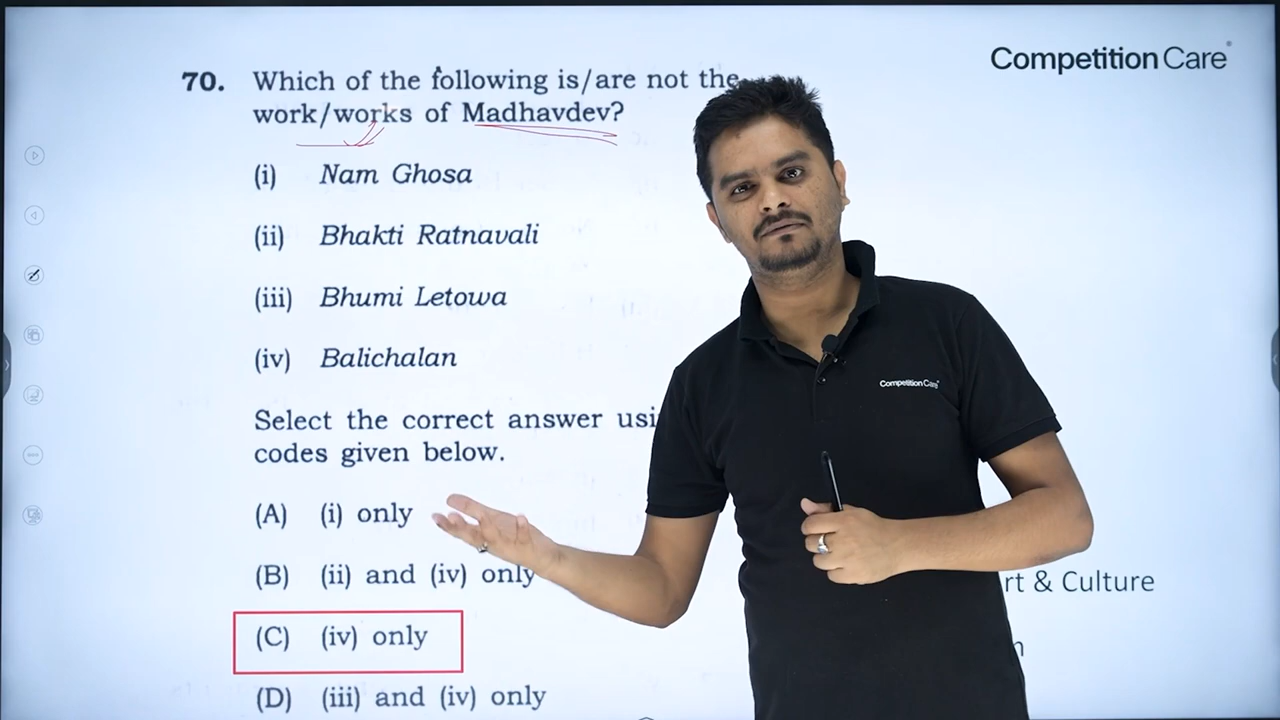 Competition Care
70. Which of the following is/are not the
work/works of Madhavdev?
(i) Nam Ghosa
(ii) Bhakti Ratnavali
(iii) Bhumi Letowa
(iv) Balichalan
Select the correct answer
codes given below.
(A) (i) only
(B) (ii) and (iv) only
(C) (iv) only
(D) (iii) and (iv) only
Competition Care
& Culture